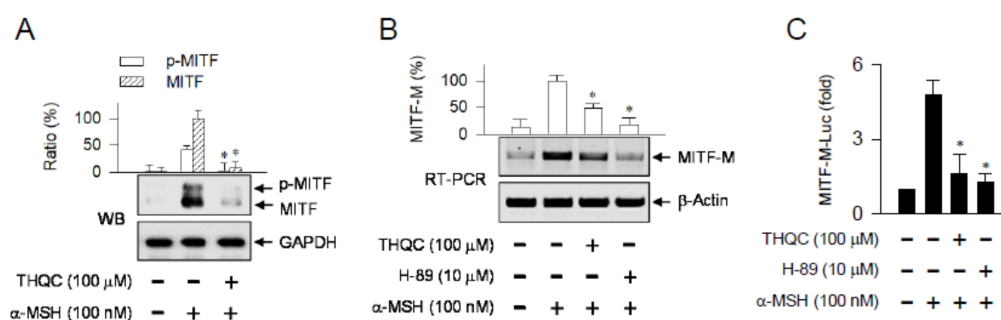 A
p-MITF
MITF
Ratio (%)
100
50
0
p-MITF
MITF
WB
GAPDH
THQC (100 μM) − − +
α-MSH (100 nM) − + +
B
MITF-M (%)
100
50
0
* *
RT-PCR
MITF-M
β-Actin
THQC (100 μM) − − + −
H-89 (10 μM) − − − +
α-MSH (100 nM) − + + +
C
MITF-M-Luc (fold)
6
3
0
* *
THQC (100 μM) − − + −
H-89 (10 μM) − − − +
α-MSH (100 nM) − + + +